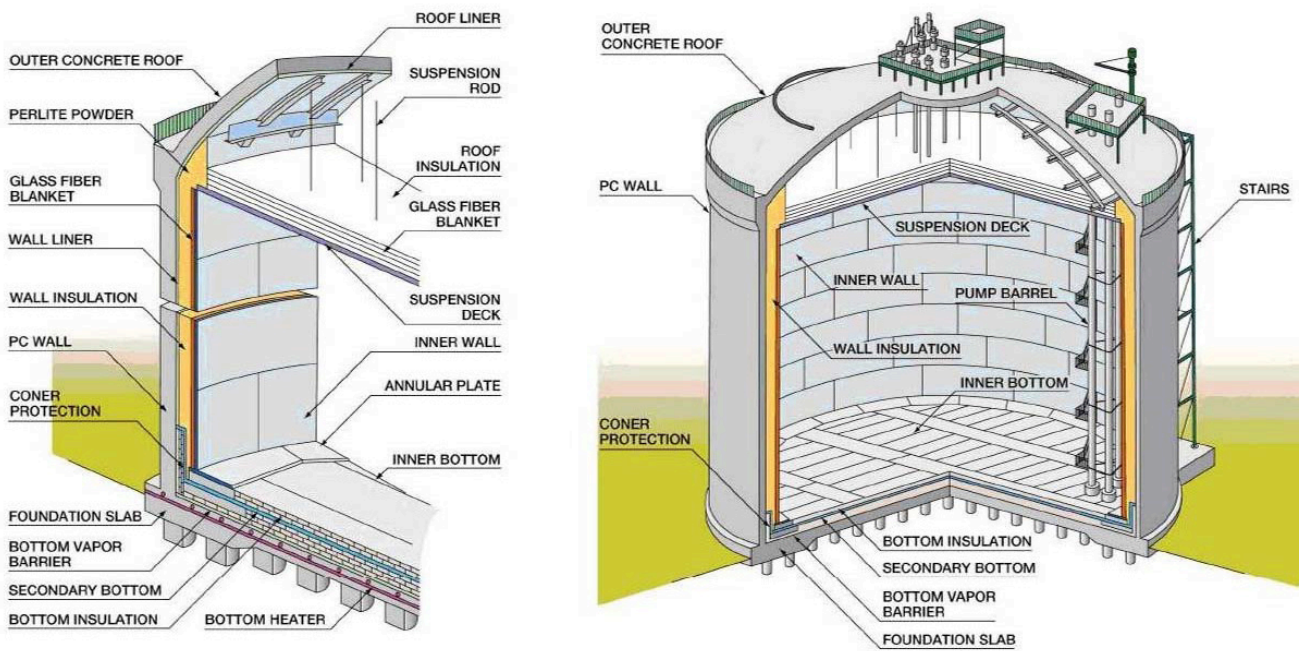 ROOF LINER
OUTER CONCRETE ROOF
SUSPENSION
ROD
PERLITE POWDER
ROOF
INSULATION
GLASS FIBER
BLANKET
GLASS FIBER
BLANKET
WALL LINER
WALL INSULATION
SUSPENSION
DECK
PC WALL
INNER WALL
CONER
PROTECTION
ANNULAR PLATE
INNER BOTTOM
FOUNDATION SLAB
BOTTOM VAPOR
BARRIER
SECONDARY BOTTOM
BOTTOM INSULATION
BOTTOM HEATER
OUTER
CONCRETE ROOF
PC WALL
STAIRS
SUSPENSION DECK
INNER WALL
PUMP BARREL
WALL INSULATION
INNER BOTTOM
CONER
PROTECTION
BOTTOM INSULATION
SECONDARY BOTTOM
BOTTOM VAPOR
BARRIER
FOUNDATION SLAB